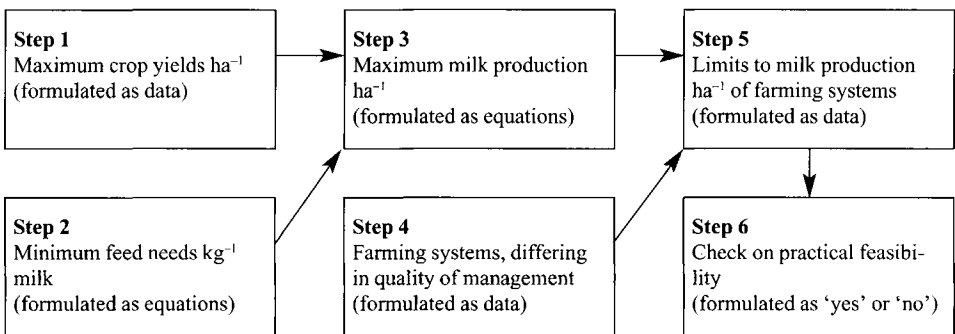 Step 1
Maximum crop yields ha⁻¹
(formulated as data)
Step 3
Maximum milk production
ha⁻¹
(formulated as equations)
Step 5
Limits to milk production
ha⁻¹ of farming systems
(formulated as data)
Step 2
Minimum feed needs kg⁻¹
milk
(formulated as equations)
Step 4
Farming systems, differing
in quality of management
(formulated as data)
Step 6
Check on practical feasibi-
lity
(formulated as ‘yes’ or ‘no’)